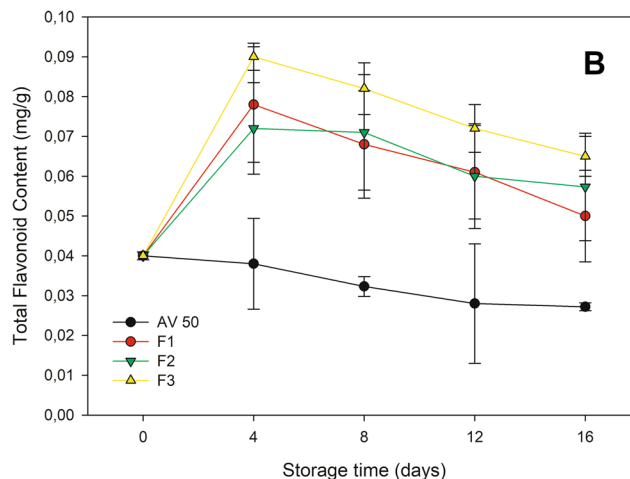 B
Total Flavonoid Content (mg/g)
0,10
0,09
0,08
0,07
0,06
0,05
0,04
0,03
0,02
0,01
0,00
AV 50
F1
F2
F3
0 4 8 12 16
Storage time (days)